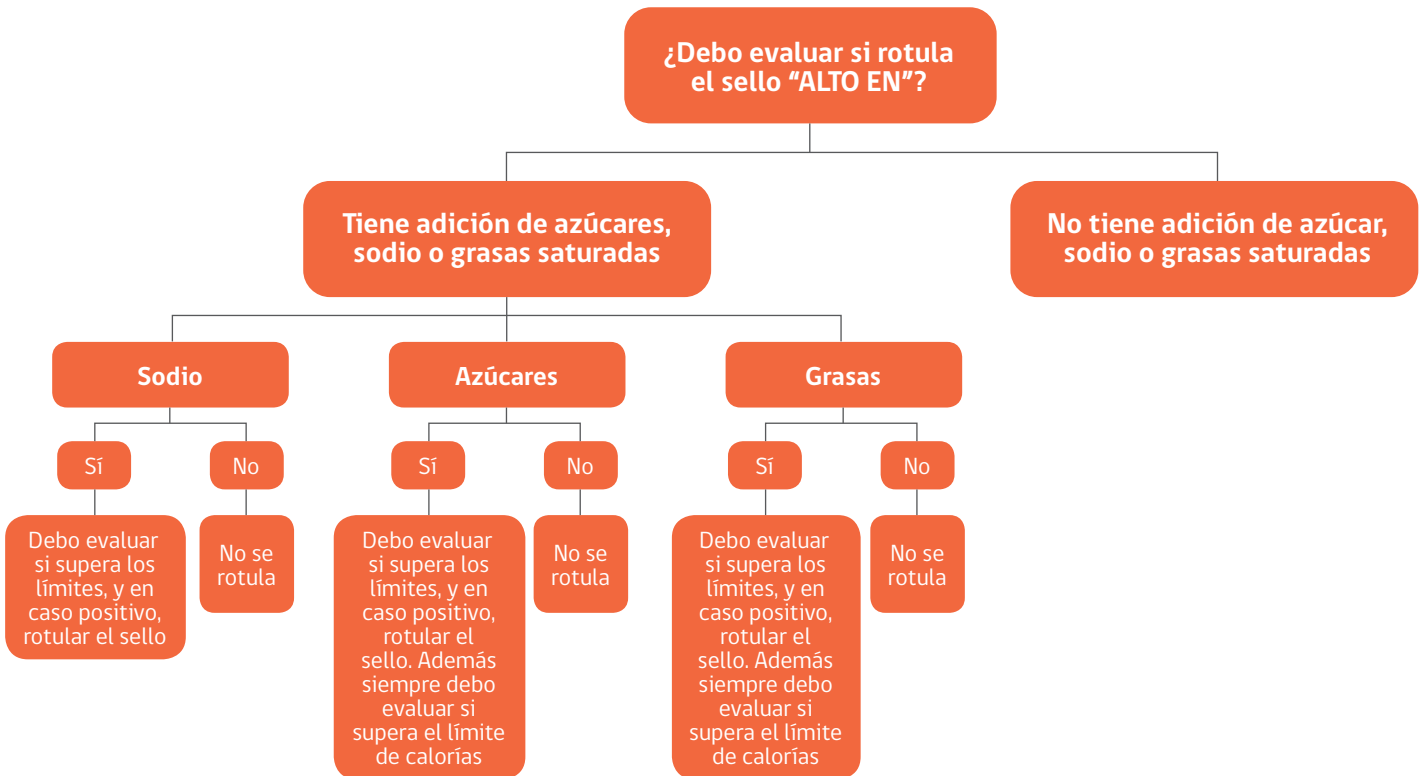 ¿Debo evaluar si rotula
el sello “ALTO EN”?
Tiene adición de azúcares,
sodio o grasas saturadas
No tiene adición de azúcar,
sodio o grasas saturadas
Sodio
Azúcares
Grasas
Sí
No
Sí
No
Sí
No
Debo evaluar
si supera los
límites, y en
caso positivo,
rotular el sello
No se
rotula
Debo evaluar
si supera los
límites, y en
caso positivo,
rotular el
sello. Además
siempre debo
evaluar si
supera el límite
de calorías
No se
rotula
Debo evaluar
si supera los
límites, y en
caso positivo,
rotular el
sello. Además
siempre debo
evaluar si
supera el límite
de calorías
No se
rotula